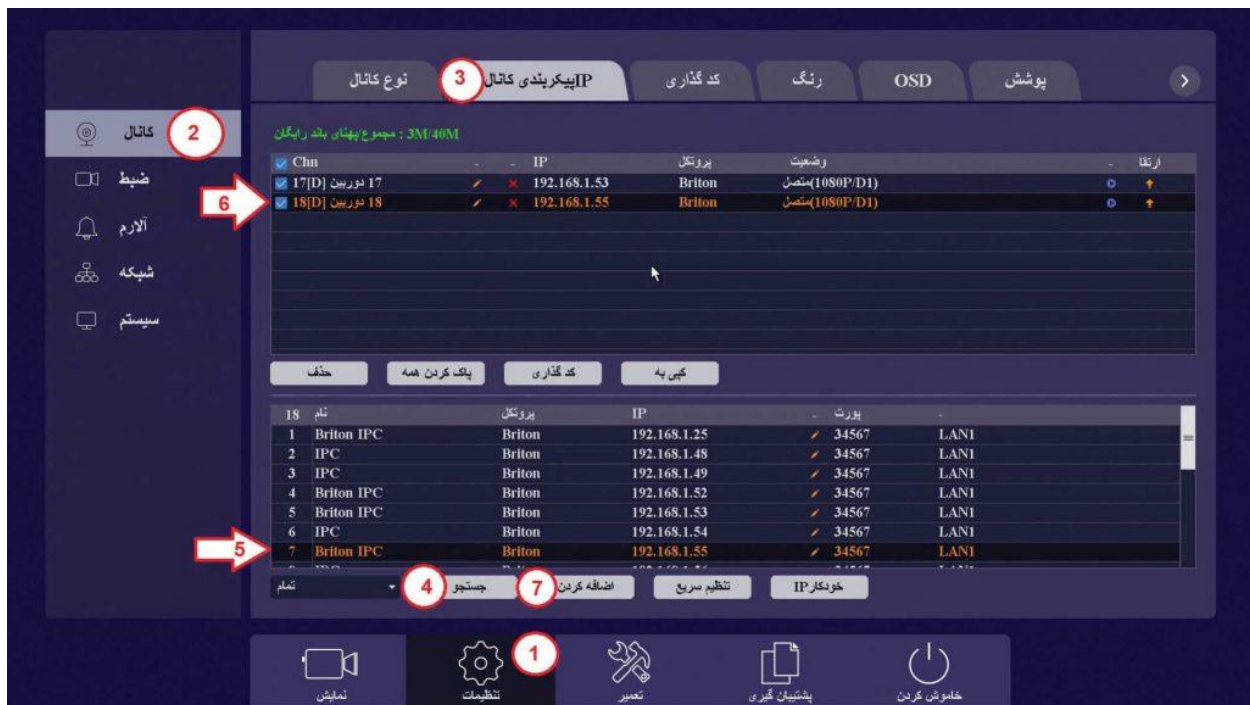 نوع کانال 3 IPپیکربندی کانال کد گذاری رنگ OSD پوشش
کانال 2
ضبط
آلارم
شبکه
سیستم
مجموع/پهنای باند رایگان : 3M/40M
Chn - - IP پروتکل وضعیت - ارتقا
17[D] دوربین 17 192.168.1.53 Briton متصل(1080P/D1)
6 18[D] دوربین 18 192.168.1.55 Briton متصل(1080P/D1)
حذف پاک کردن همه کد گذاری کپی به
18 نام پروتکل IP - پورت -
1 Briton IPC Briton 192.168.1.25 34567 LAN1
2 IPC Briton 192.168.1.48 34567 LAN1
3 IPC Briton 192.168.1.49 34567 LAN1
4 Briton IPC Briton 192.168.1.52 34567 LAN1
5 Briton IPC Briton 192.168.1.53 34567 LAN1
6 IPC Briton 192.168.1.54 34567 LAN1
5 7 Briton IPC Briton 192.168.1.55 34567 LAN1
تمام 4 جستجو 7 اضافه کردن تنظیم سریع خودکارIP
1
نمایش تنظیمات تعمیر پشتیبان گیری خاموش کردن